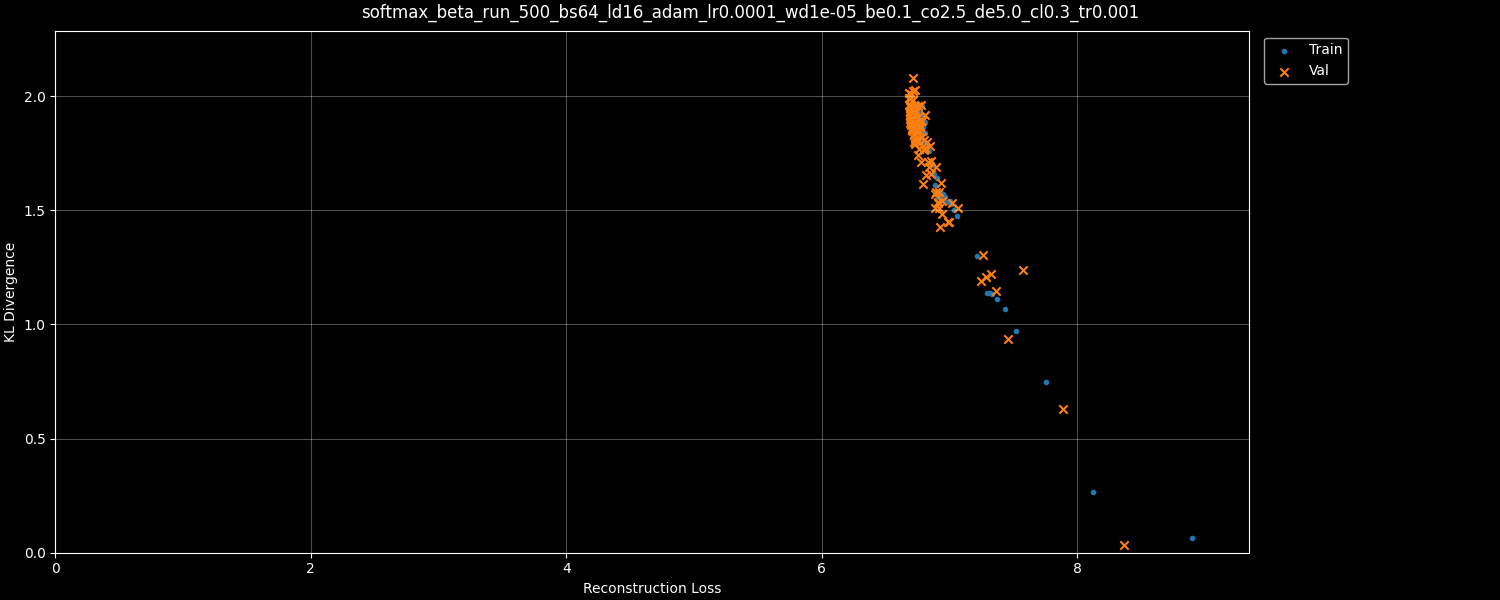 softmax_beta_run_500_bs64_ld16_adam_lr0.0001_wd1e-05_be0.1_co2.5_de5.0_cl0.3_tr0.001
Train
Val
2.0
1.5
1.0
0.5
0.0
KL Divergence
0 2 4 6 8
Reconstruction Loss